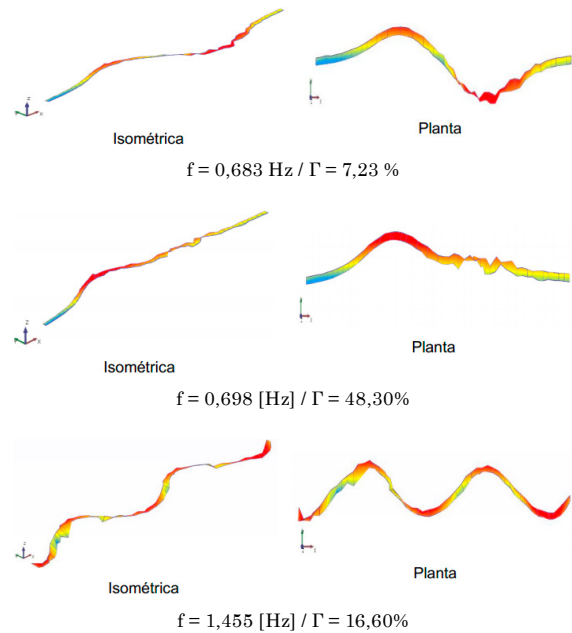 Isométrica
Planta
f = 0,683 Hz / Γ = 7,23 %
Isométrica
Planta
f = 0,698 [Hz] / Γ = 48,30%
Isométrica
Planta
f = 1,455 [Hz] / Γ = 16,60%